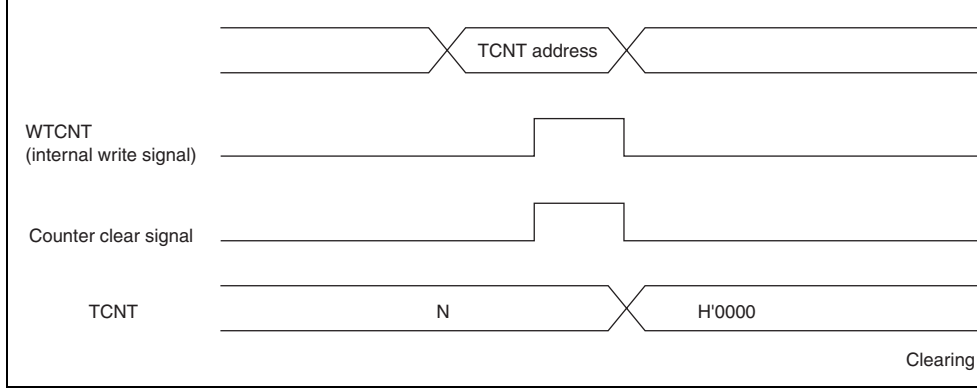 TCNT address
WTCNT
(internal write signal)
Counter clear signal
TCNT N H'0000
Clearing